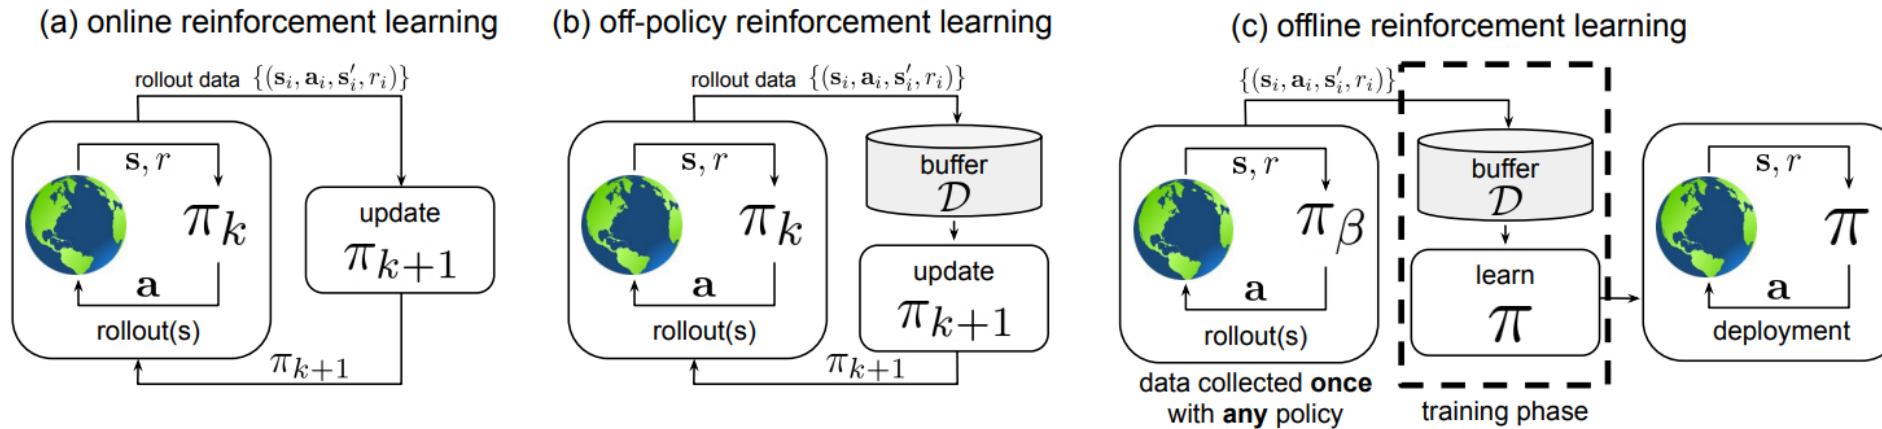 (a) online reinforcement learning
rollout data {(s_i, a_i, s′_i, r_i)}
s, r
π_k
a
rollout(s)
update
π_{k+1}
π_{k+1}
(b) off-policy reinforcement learning
rollout data {(s_i, a_i, s′_i, r_i)}
s, r
π_k
a
rollout(s)
buffer
𝒟
update
π_{k+1}
π_{k+1}
(c) offline reinforcement learning
{(s_i, a_i, s′_i, r_i)}
s, r
π_β
a
rollout(s)
data collected once
with any policy
buffer
𝒟
learn
π
training phase
s, r
π
a
deployment